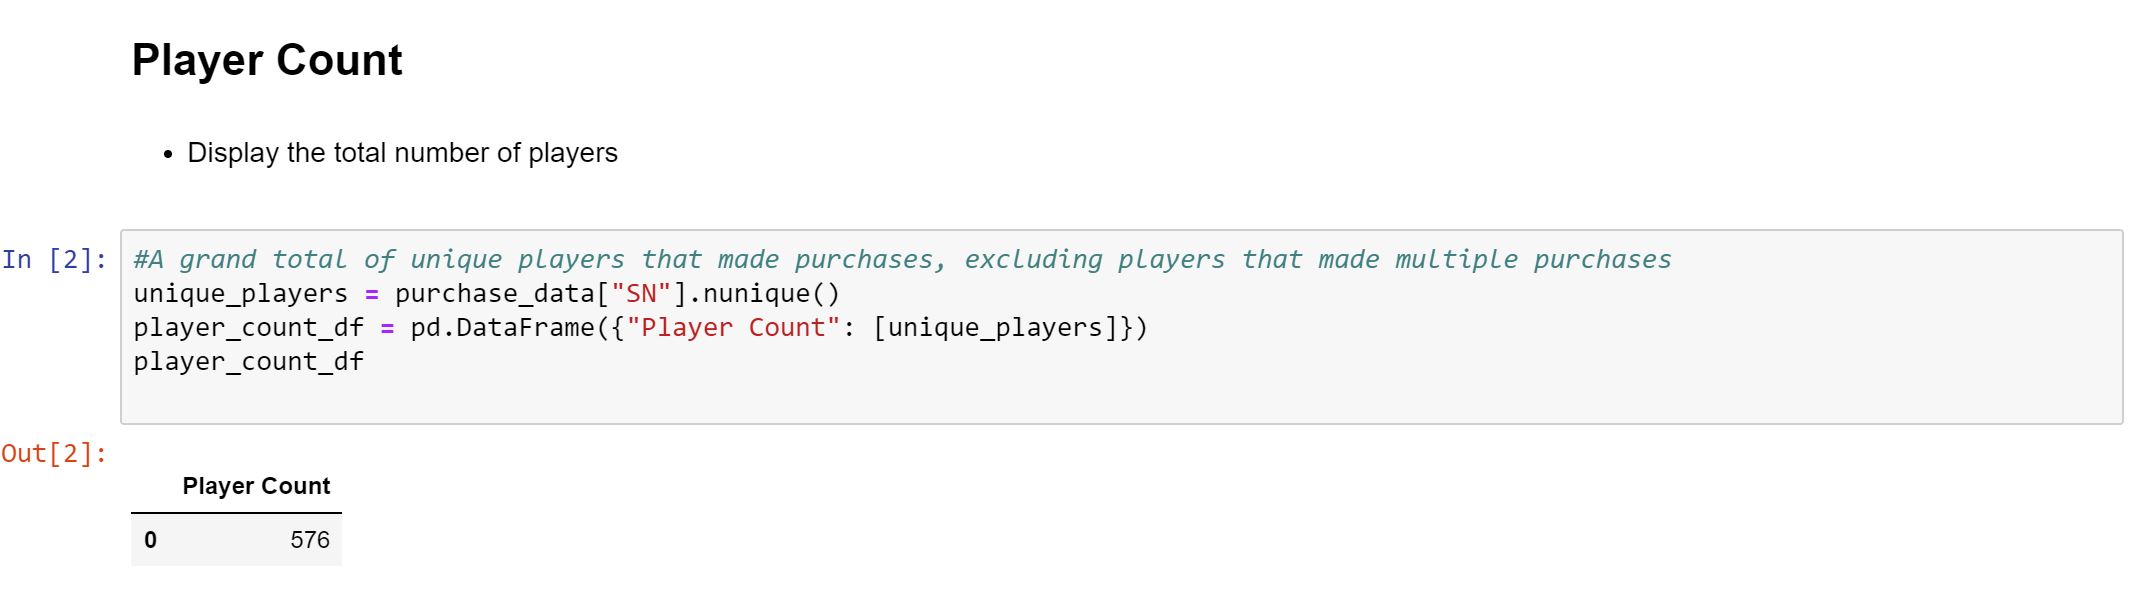 Player Count
• Display the total number of players
In [2]:
#A grand total of unique players that made purchases, excluding players that made multiple purchases
unique_players = purchase_data["SN"].nunique()
player_count_df = pd.DataFrame({"Player Count": [unique_players]})
player_count_df
Out[2]:
Player Count
0 576